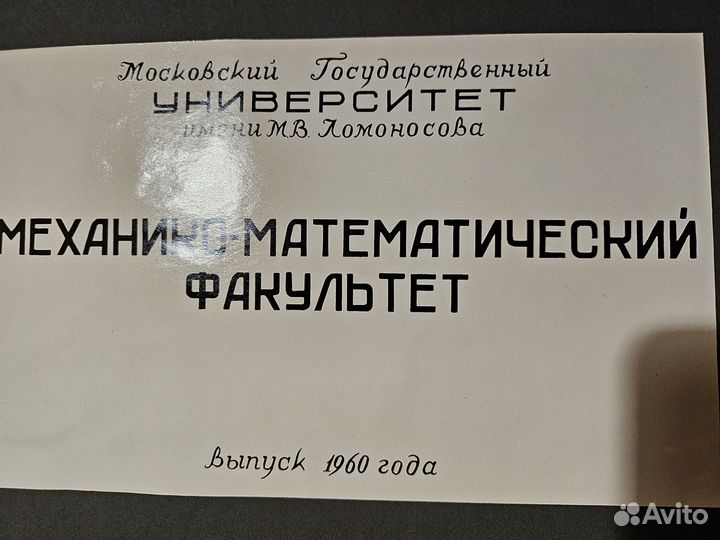 Московский Государственный
УНИВЕРСИТЕТ
имени М.В. Ломоносова
МЕХАНИКО-МАТЕМАТИЧЕСКИЙ
ФАКУЛЬТЕТ
Выпуск 1960 года
Avito